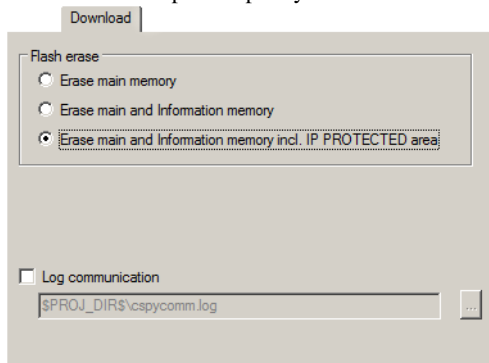 Download
Flash erase
Erase main memory
Erase main and Information memory
Erase main and Information memory incl. IP PROTECTED area
Log communication
$PROJ_DIR$\cspycomm.log
...